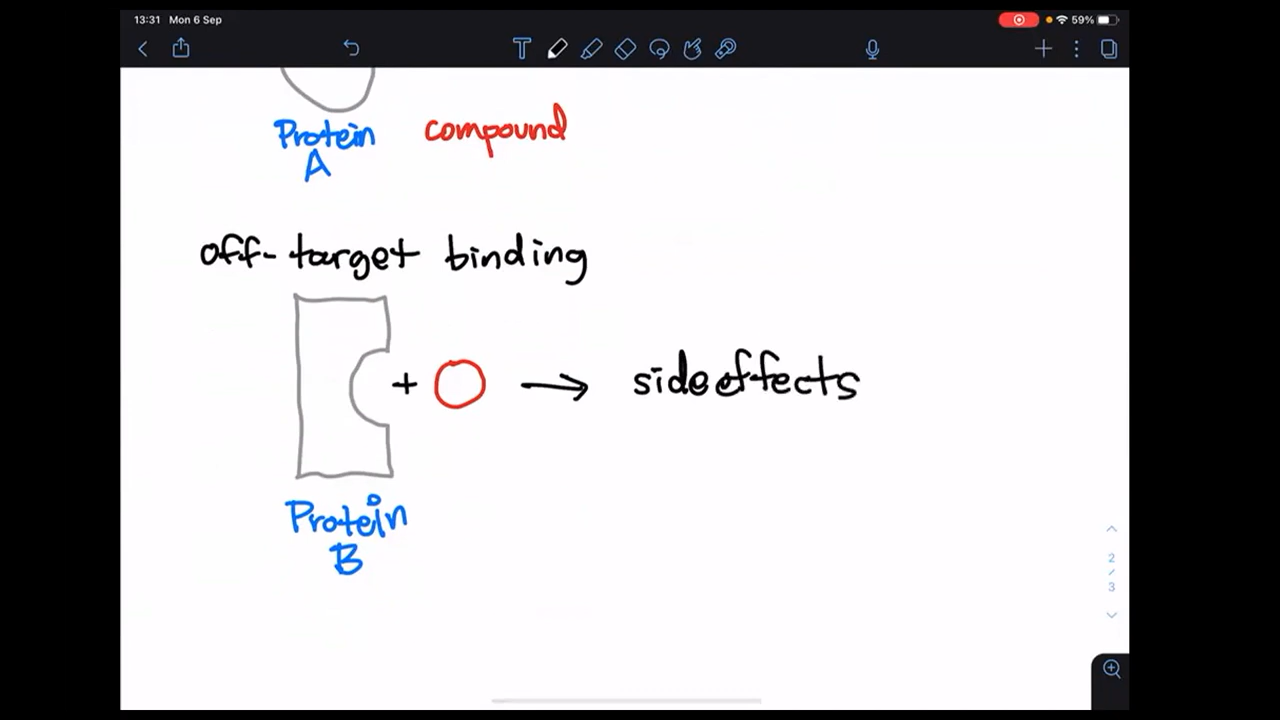 13:31 Mon 6 Sep 59%
T
Protein compound
A
off-target binding
+ → sideeffects
Protein
B
2
/
3